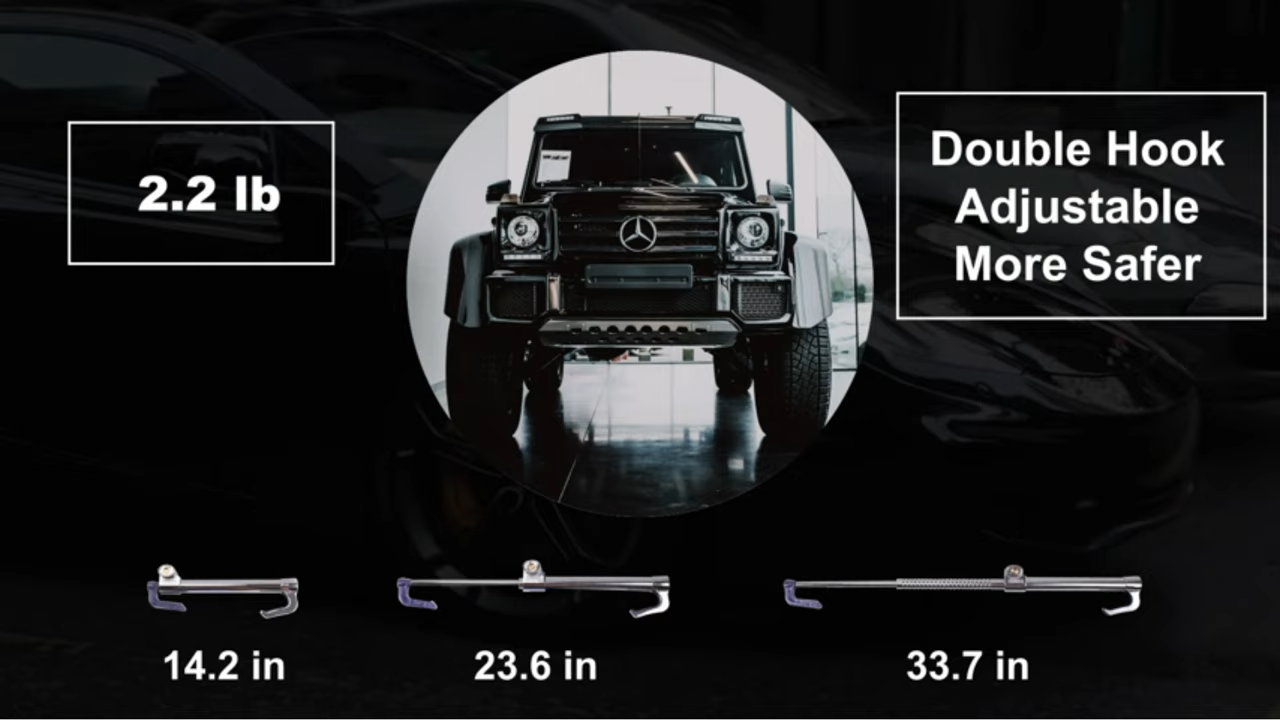 2.2 lb
Double Hook
Adjustable
More Safer
14.2 in
23.6 in
33.7 in